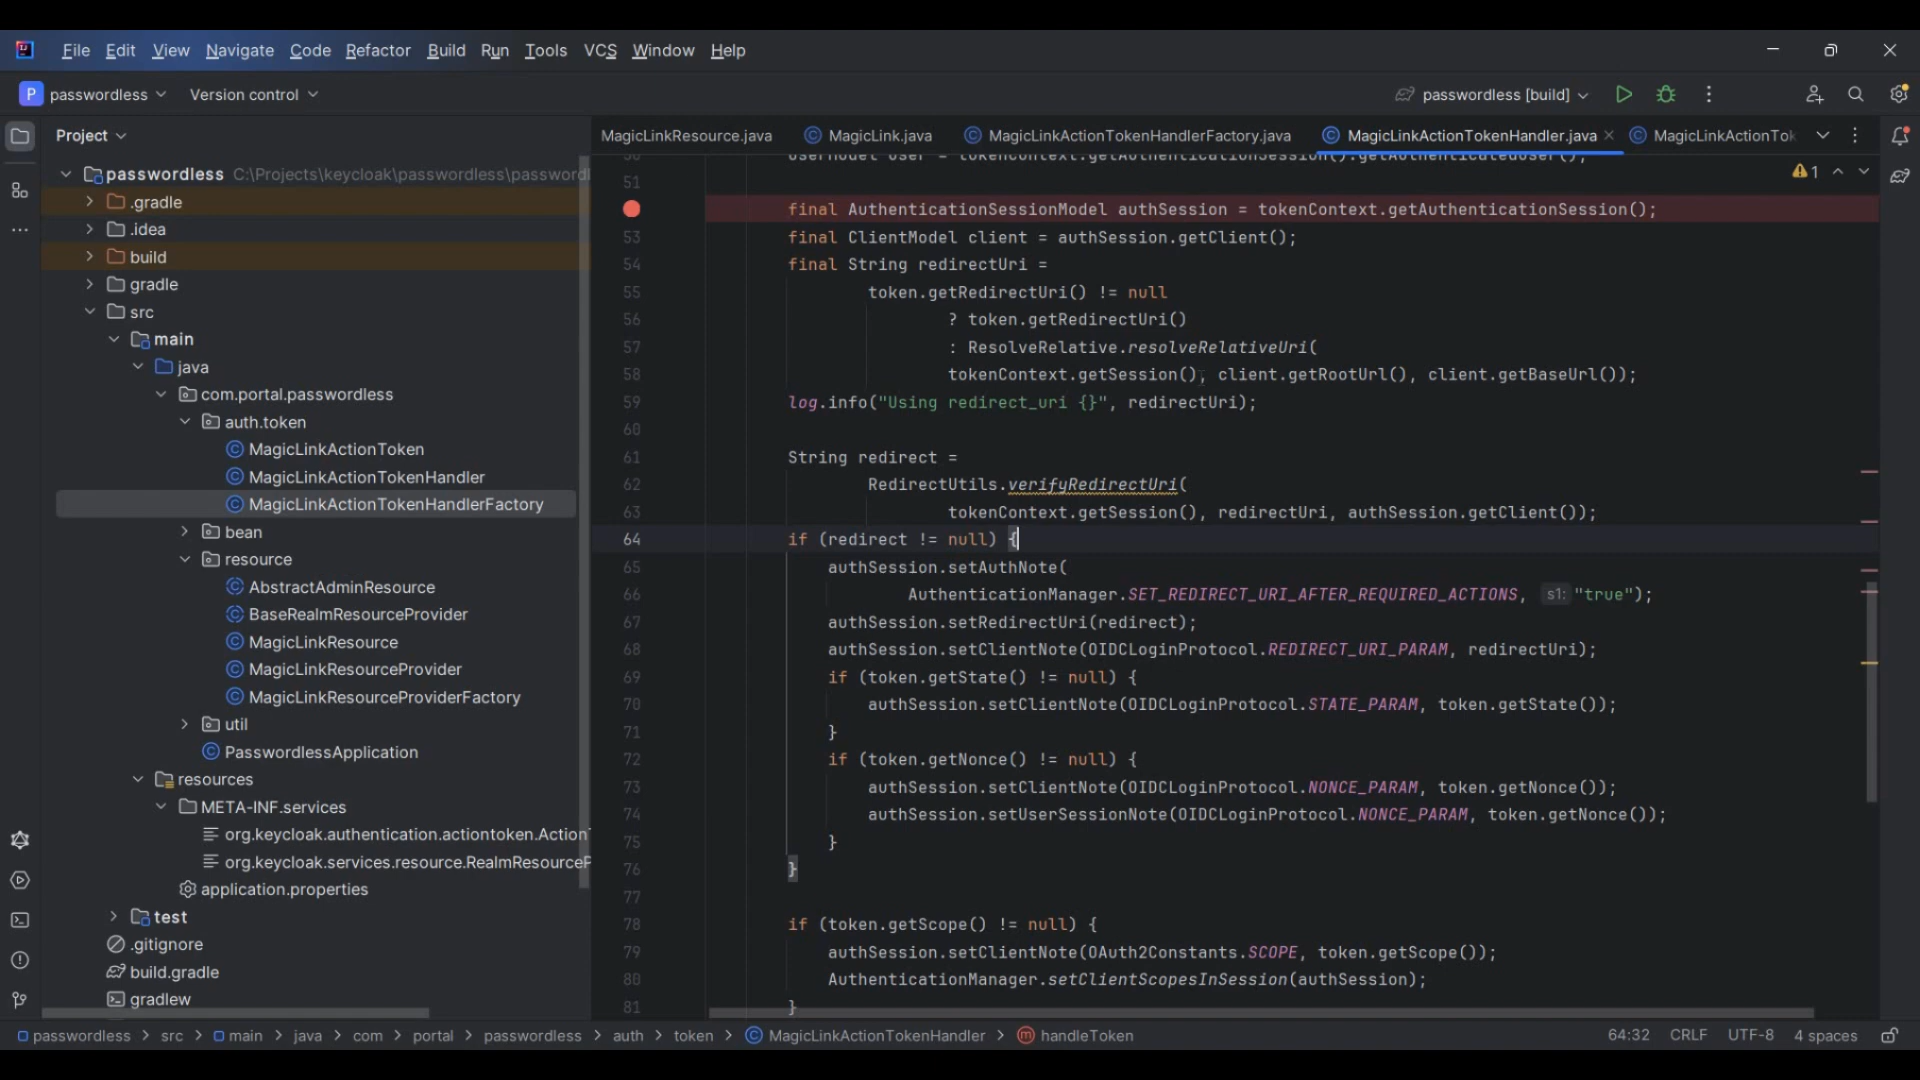 File Edit View Navigate Code Refactor Build Run Tools VCS Window Help
P passwordless Version control passwordless [build]
Project
MagicLinkResource.java MagicLink.java MagicLinkActionTokenHandlerFactory.java MagicLinkActionTokenHandler.java MagicLinkActionTok
passwordless C:\Projects\keycloak\passwordless\password
.gradle
.idea
build
gradle
src
main
java
com.portal.passwordless
auth.token
MagicLinkActionToken
MagicLinkActionTokenHandler
MagicLinkActionTokenHandlerFactory
bean
resource
AbstractAdminResource
BaseRealmResourceProvider
MagicLinkResource
MagicLinkResourceProvider
MagicLinkResourceProviderFactory
util
PasswordlessApplication
resources
META-INF.services
org.keycloak.authentication.actiontoken.Action
org.keycloak.services.resource.RealmResourceP
application.properties
test
.gitignore
build.gradle
gradlew
1
50 UserModel user = tokenContext.getAuthenticationSession().getAuthenticatedUser();
51
final AuthenticationSessionModel authSession = tokenContext.getAuthenticationSession();
53 final ClientModel client = authSession.getClient();
54 final String redirectUri =
55 token.getRedirectUri() != null
56 ? token.getRedirectUri()
57 : ResolveRelative.resolveRelativeUri(
58 tokenContext.getSession(), client.getRootUrl(), client.getBaseUrl());
59 log.info("Using redirect_uri {}", redirectUri);
60
61 String redirect =
62 RedirectUtils.verifyRedirectUri(
63 tokenContext.getSession(), redirectUri, authSession.getClient());
64 if (redirect != null) {
65 authSession.setAuthNote(
66 AuthenticationManager.SET_REDIRECT_URI_AFTER_REQUIRED_ACTIONS, s1: "true");
67 authSession.setRedirectUri(redirect);
68 authSession.setClientNote(OIDCLoginProtocol.REDIRECT_URI_PARAM, redirectUri);
69 if (token.getState() != null) {
70 authSession.setClientNote(OIDCLoginProtocol.STATE_PARAM, token.getState());
71 }
72 if (token.getNonce() != null) {
73 authSession.setClientNote(OIDCLoginProtocol.NONCE_PARAM, token.getNonce());
74 authSession.setUserSessionNote(OIDCLoginProtocol.NONCE_PARAM, token.getNonce());
75 }
76 }
77
78 if (token.getScope() != null) {
79 authSession.setClientNote(OAuth2Constants.SCOPE, token.getScope());
80 AuthenticationManager.setClientScopesInSession(authSession);
81 }
passwordless > src > main > java > com > portal > passwordless > auth > token > MagicLinkActionTokenHandler > handleToken 64:32 CRLF UTF-8 4 spaces